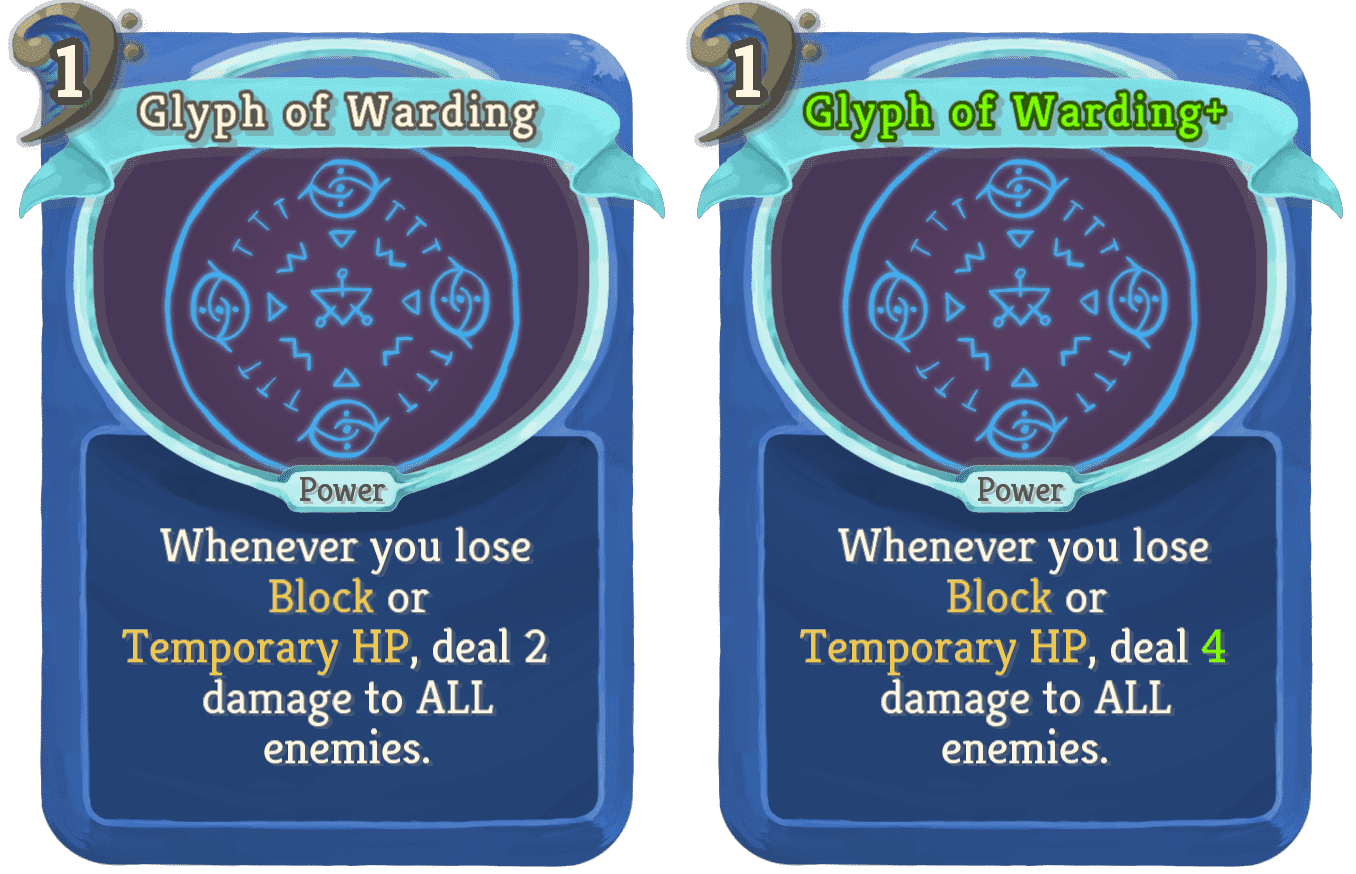 1
Glyph of Warding
Power
Whenever you lose
Block or
Temporary HP, deal 2
damage to ALL
enemies.
1
Glyph of Warding+
Power
Whenever you lose
Block or
Temporary HP, deal 4
damage to ALL
enemies.